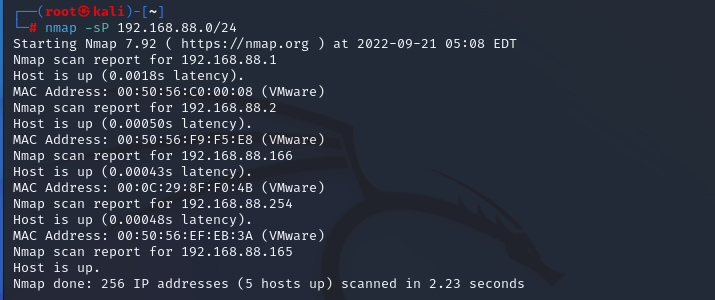 ┌──(root㉿kali)-[~]
└─# nmap -sP 192.168.88.0/24
Starting Nmap 7.92 ( https://nmap.org ) at 2022-09-21 05:08 EDT
Nmap scan report for 192.168.88.1
Host is up (0.0018s latency).
MAC Address: 00:50:56:C0:00:08 (VMware)
Nmap scan report for 192.168.88.2
Host is up (0.00050s latency).
MAC Address: 00:50:56:F9:F5:E8 (VMware)
Nmap scan report for 192.168.88.166
Host is up (0.00043s latency).
MAC Address: 00:0C:29:8F:F0:4B (VMware)
Nmap scan report for 192.168.88.254
Host is up (0.00048s latency).
MAC Address: 00:50:56:EF:EB:3A (VMware)
Nmap scan report for 192.168.88.165
Host is up.
Nmap done: 256 IP addresses (5 hosts up) scanned in 2.23 seconds